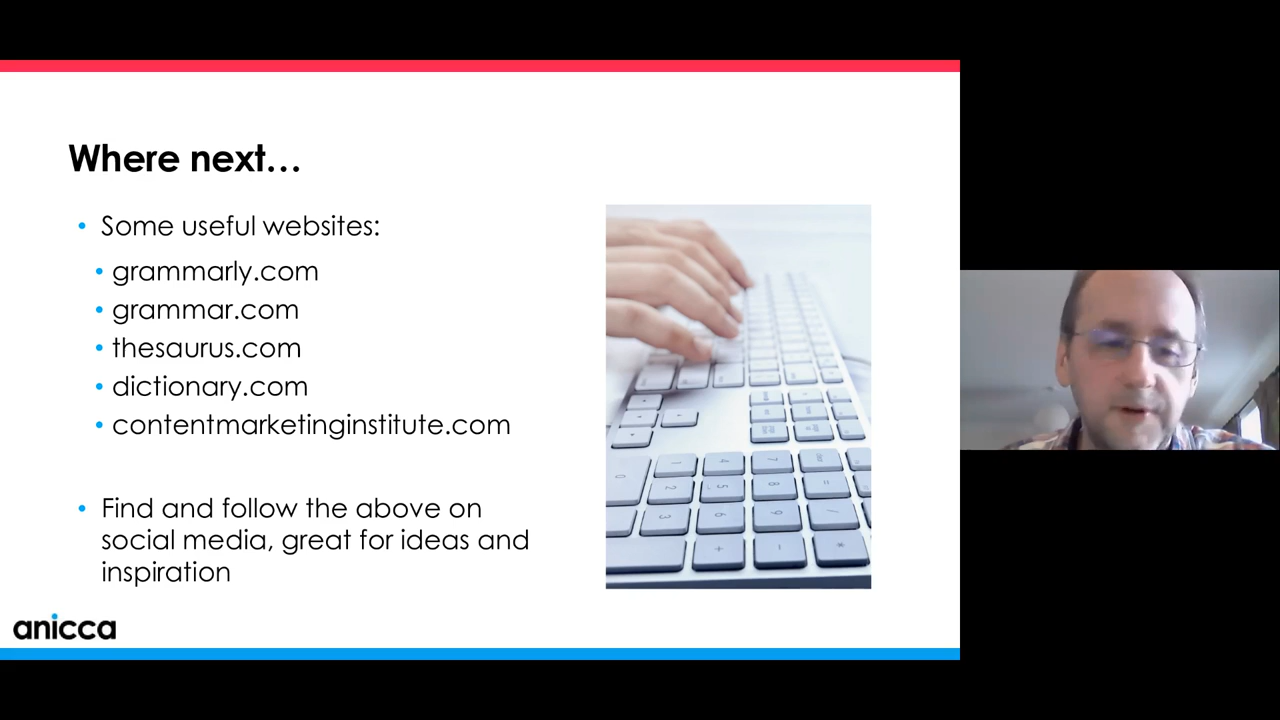 Where next…
Some useful websites:
grammarly.com
grammar.com
thesaurus.com
dictionary.com
contentmarketinginstitute.com
Find and follow the above on
social media, great for ideas and
inspiration
anicca